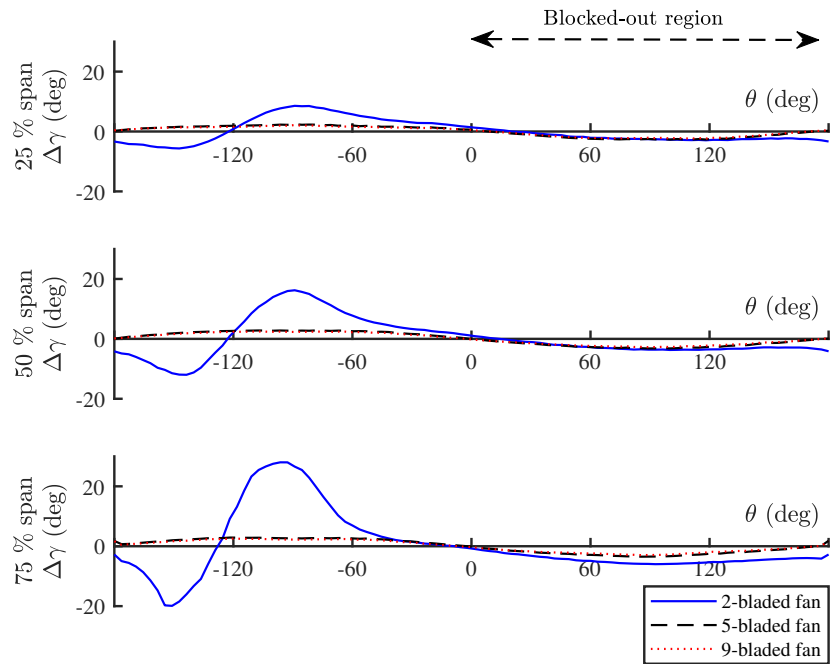 Blocked-out region
25 % span
Δγ (deg)
20
0
-20
-120
-60
0
60
120
θ (deg)
50 % span
Δγ (deg)
20
0
-20
-120
-60
0
60
120
θ (deg)
75 % span
Δγ (deg)
20
0
-20
-120
-60
0
60
120
θ (deg)
2-bladed fan
5-bladed fan
9-bladed fan